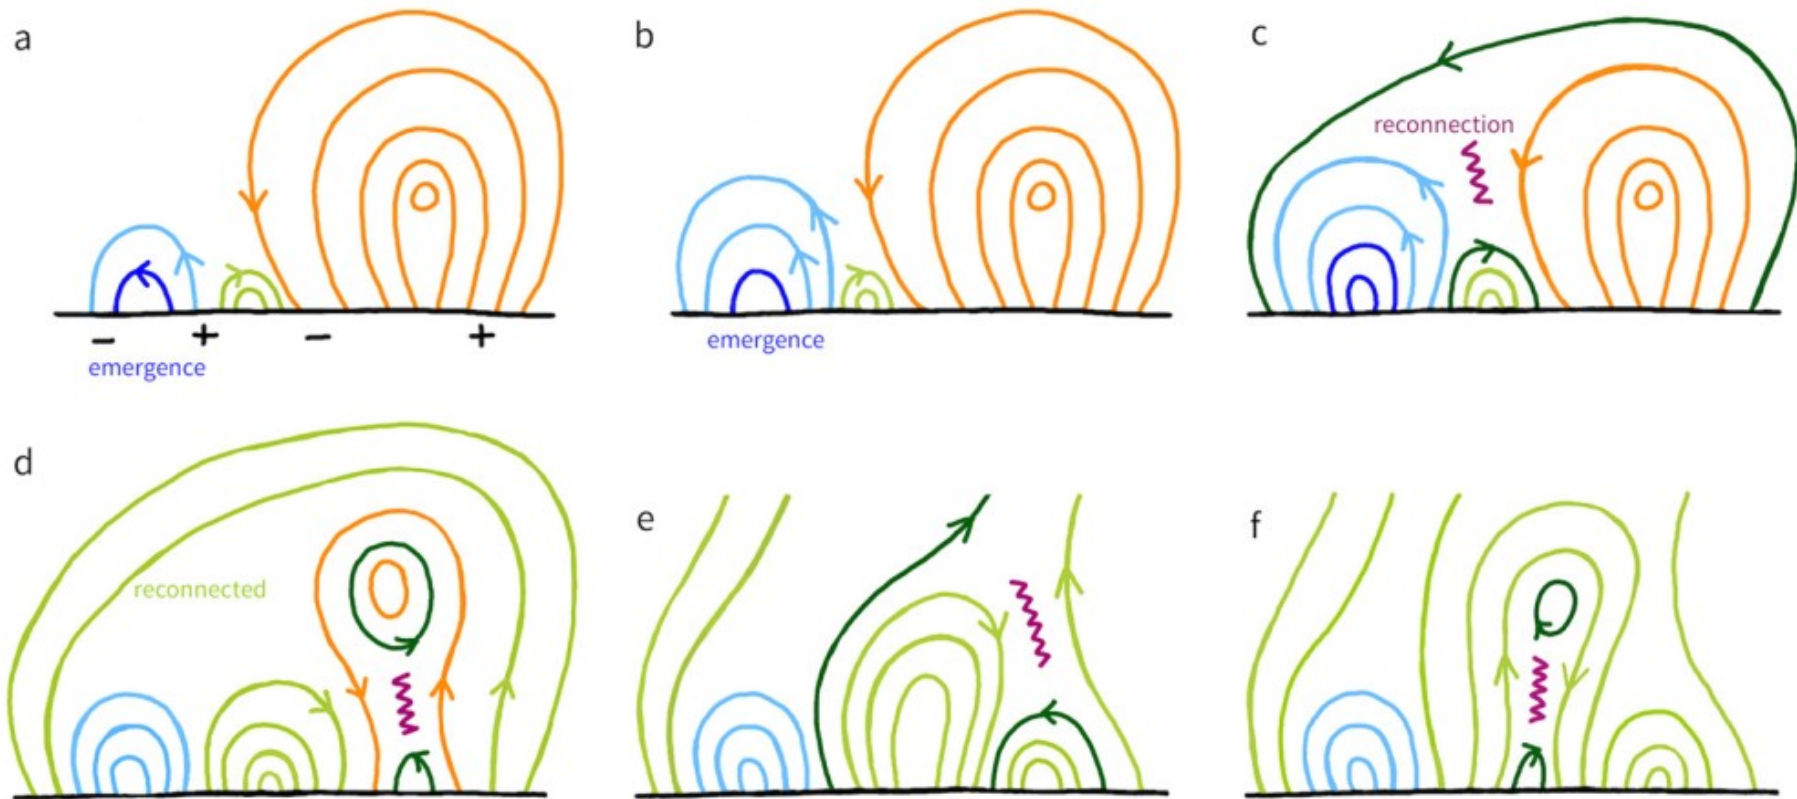 a
b
c
reconnection
− + − +
emergence
emergence
d
reconnected
e
f